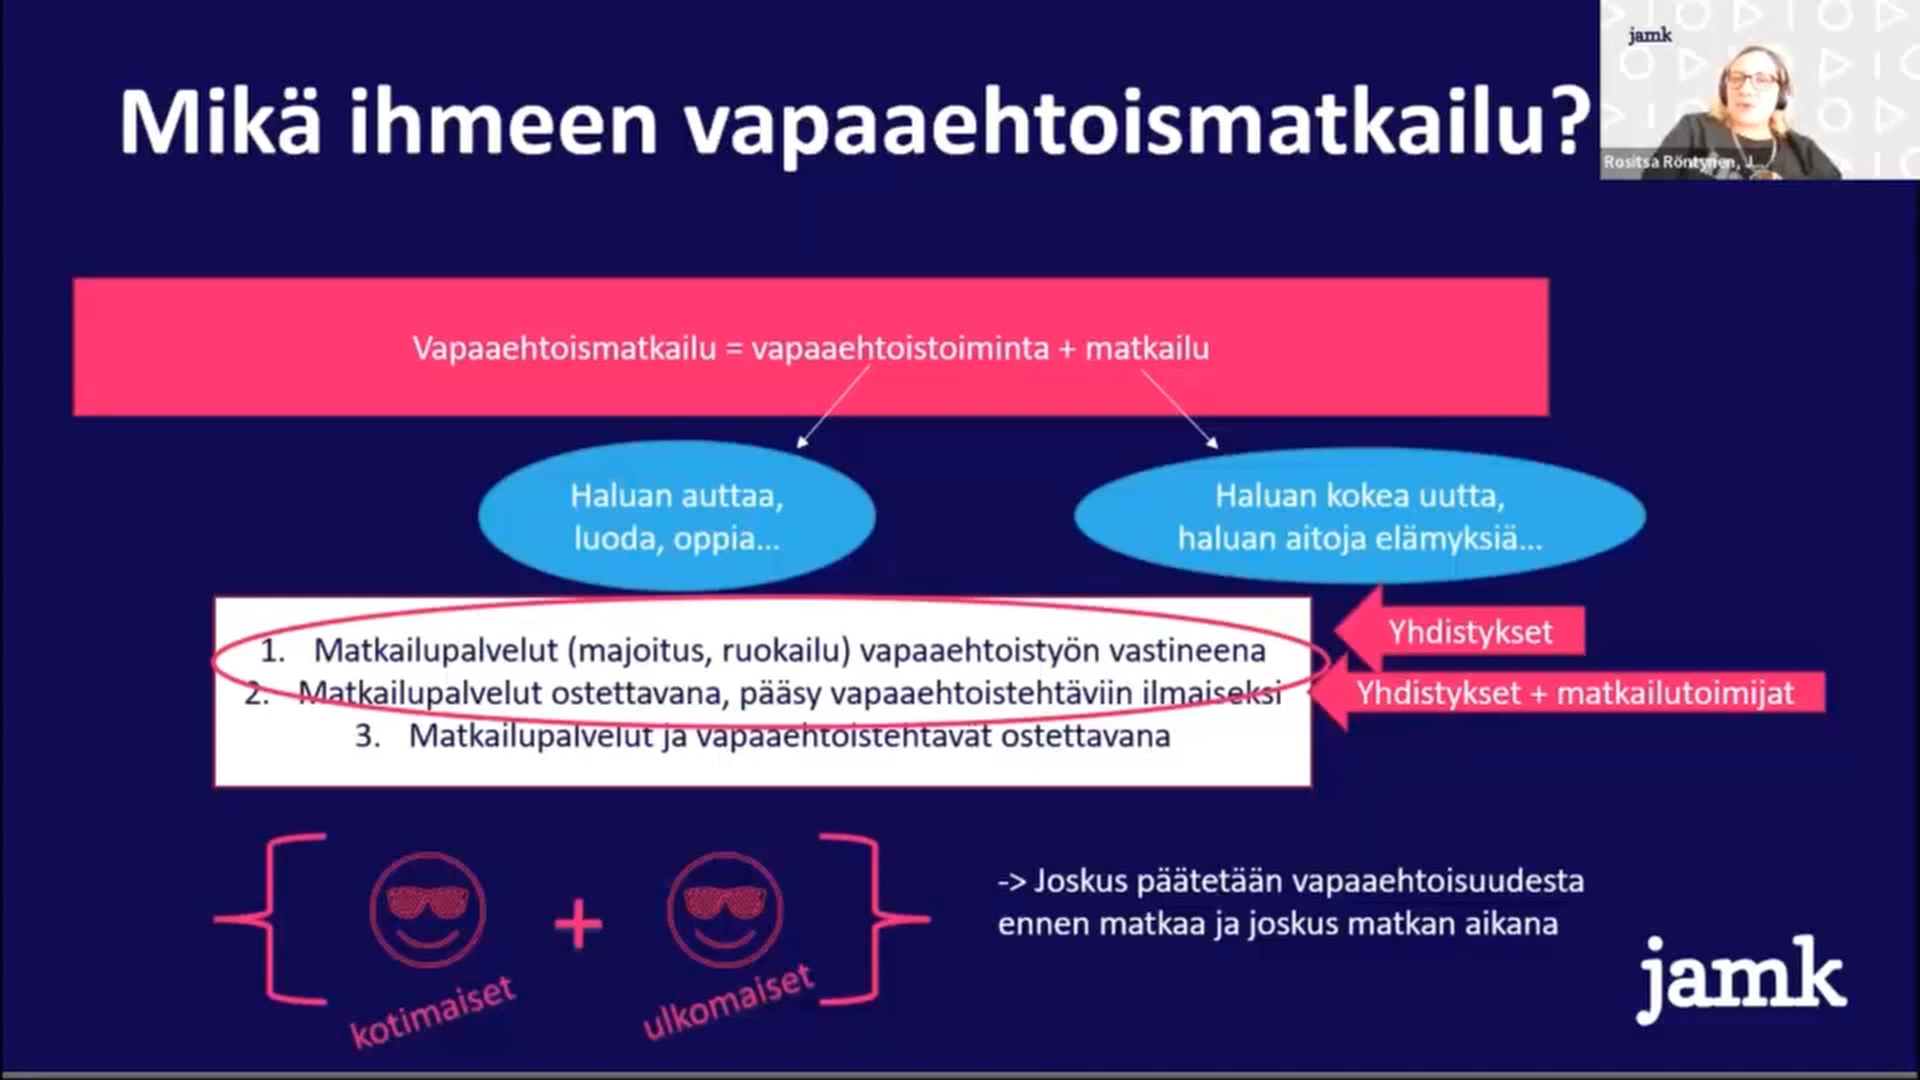 Mikä ihmeen vapaaehtoismatkailu?
jamk
Rositsa Röntynen, J...
Vapaaehtoismatkailu = vapaaehtoistoiminta + matkailu
Haluan auttaa,
luoda, oppia...
Haluan kokea uutta,
haluan aitoja elämyksiä...
1. Matkailupalvelut (majoitus, ruokailu) vapaaehtoistyön vastineena
2. Matkailupalvelut ostettavana, pääsy vapaaehtoistehtäviin ilmaiseksi
3. Matkailupalvelut ja vapaaehtoistehtävät ostettavana
Yhdistykset
Yhdistykset + matkailutoimijat
kotimaiset
+
ulkomaiset
-> Joskus päätetään vapaaehtoisuudesta
ennen matkaa ja joskus matkan aikana
jamk